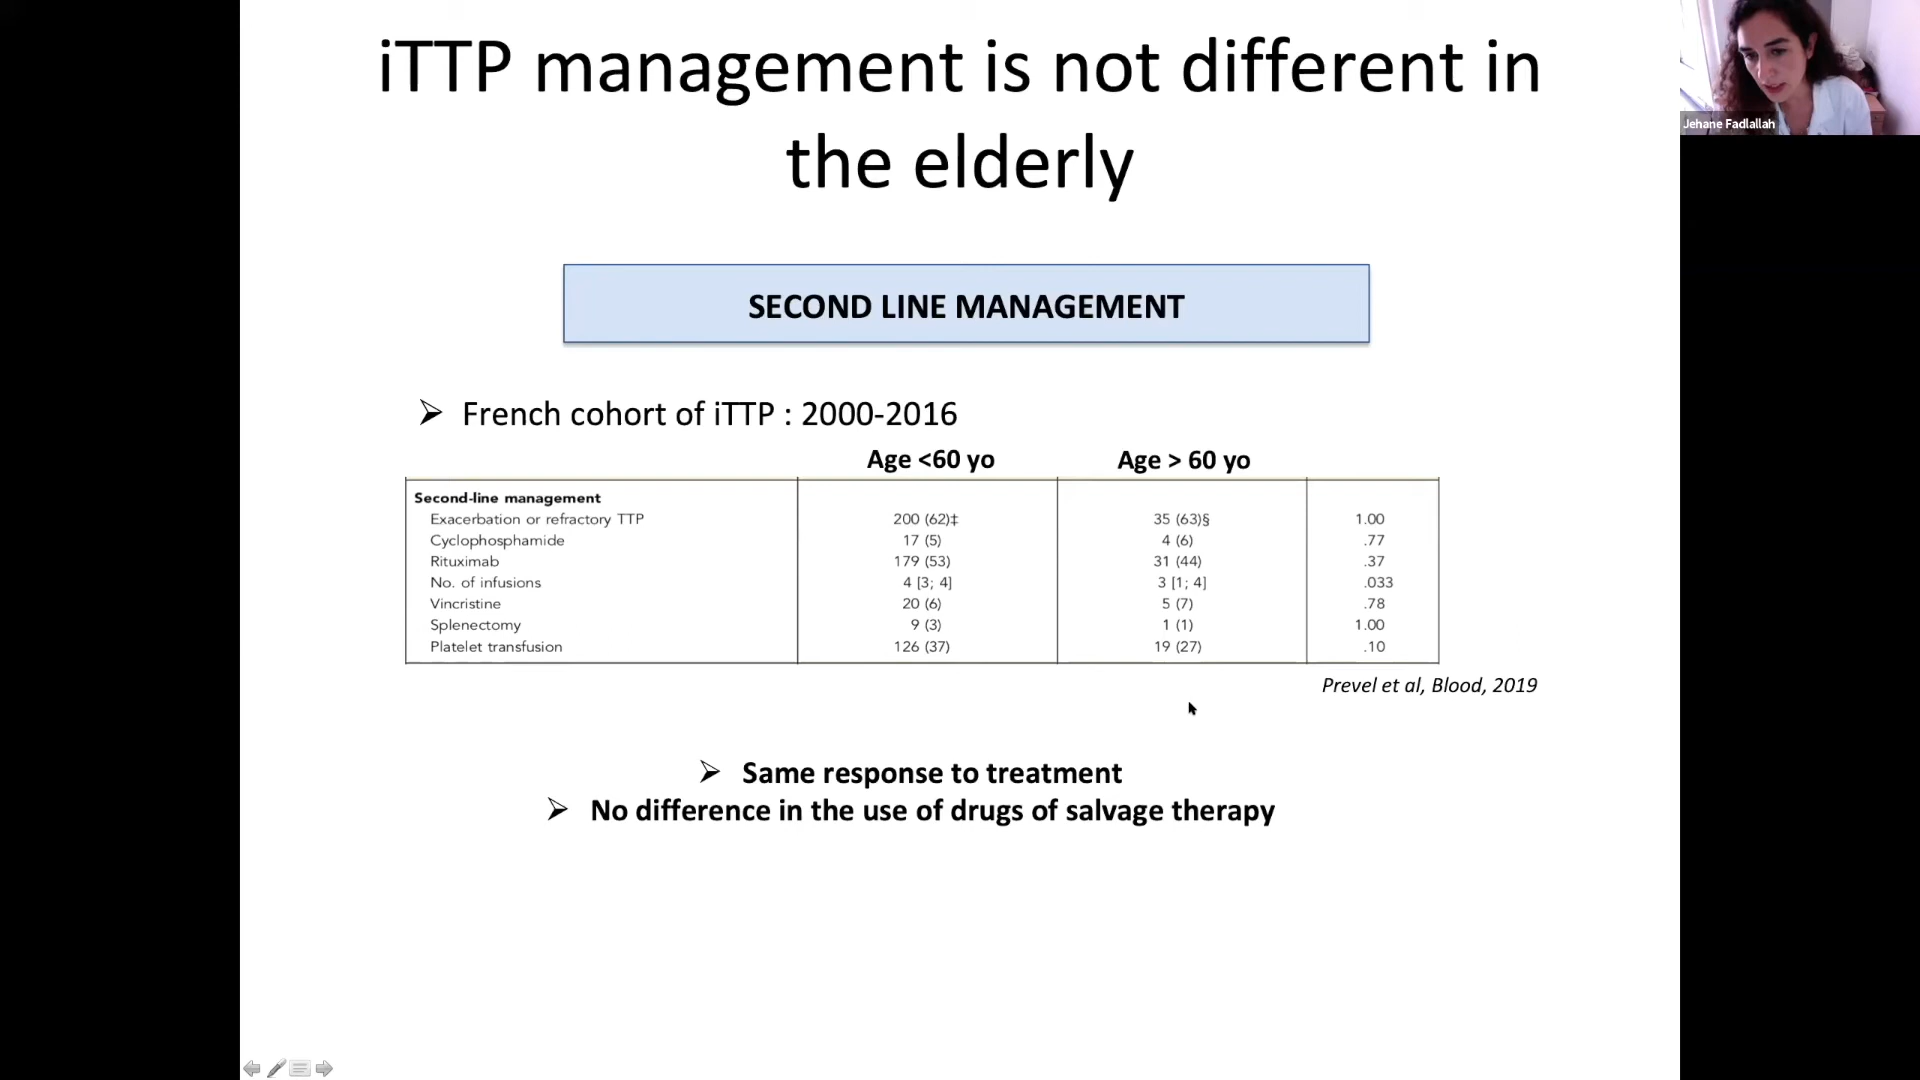 iTTP management is not different in
the elderly
Jehane Fadlallah
SECOND LINE MANAGEMENT
➢ French cohort of iTTP : 2000-2016
Age <60 yo Age > 60 yo
Second-line management
Exacerbation or refractory TTP 200 (62)‡ 35 (63)§ 1.00
Cyclophosphamide 17 (5) 4 (6) .77
Rituximab 179 (53) 31 (44) .37
No. of infusions 4 [3; 4] 3 [1; 4] .033
Vincristine 20 (6) 5 (7) .78
Splenectomy 9 (3) 1 (1) 1.00
Platelet transfusion 126 (37) 19 (27) .10
Prevel et al, Blood, 2019
➢ Same response to treatment
➢ No difference in the use of drugs of salvage therapy